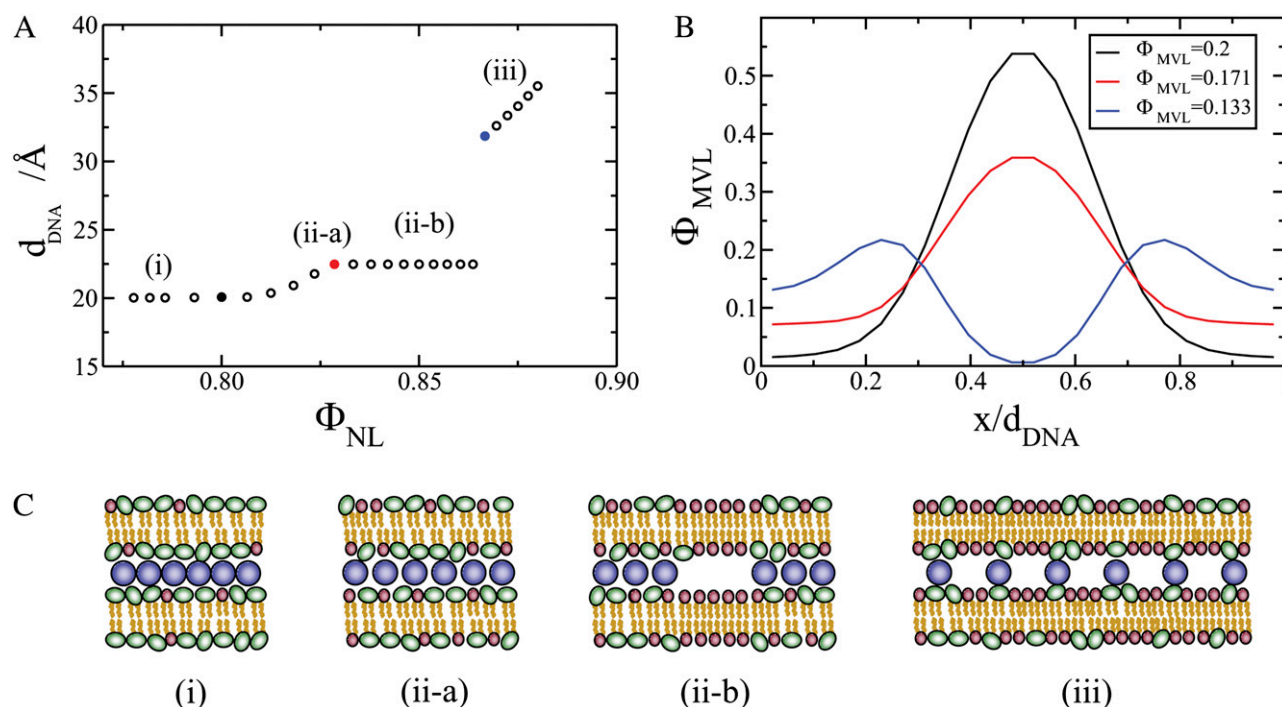 A
d_DNA /Å
40
35
30
25
20
15
(i)
(ii-a)
(ii-b)
(iii)
0.80
0.85
0.90
Φ_NL
B
Φ_MVL
0.5
0.4
0.3
0.2
0.1
0
Φ_MVL=0.2
Φ_MVL=0.171
Φ_MVL=0.133
0.2
0.4
0.6
0.8
x/d_DNA
C
(i)
(ii-a)
(ii-b)
(iii)